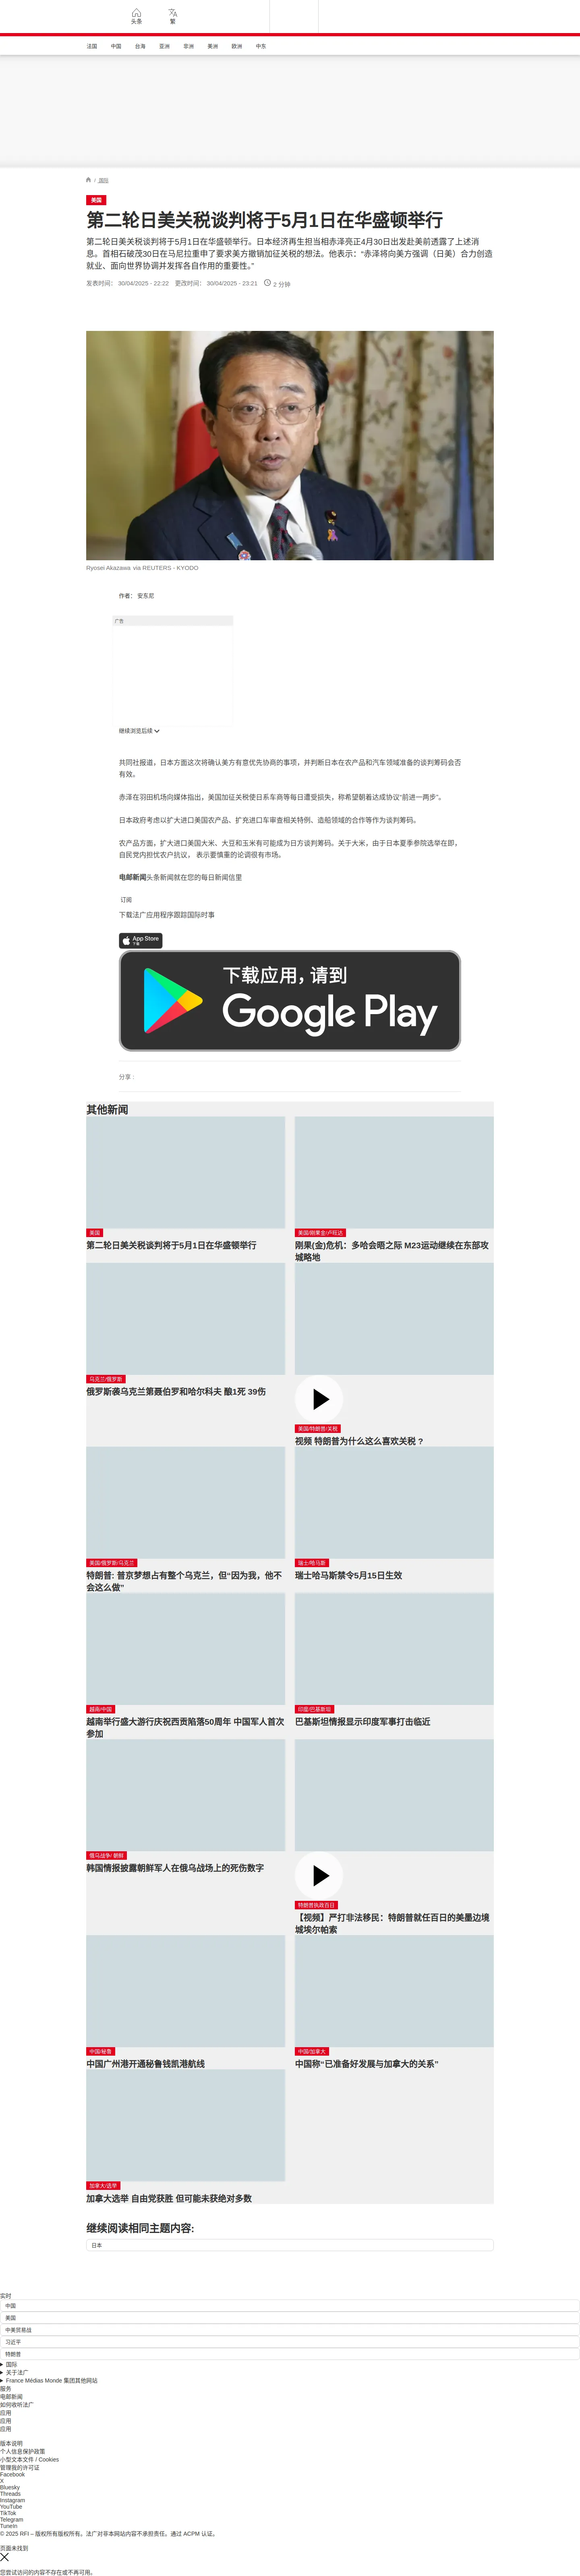 头条
繁
法国 中国 台海 亚洲 非洲 美洲 欧洲 中东
/ 国际
美国
第二轮日美关税谈判将于5月1日在华盛顿举行
第二轮日美关税谈判将于5月1日在华盛顿举行。日本经济再生担当相赤泽亮正4月30日出发赴美前透露了上述消
息。首相石破茂30日在马尼拉重申了要求美方撤销加征关税的想法。他表示：“赤泽将向美方强调（日美）合力创造
就业、面向世界协调并发挥各自作用的重要性。”
发表时间： 30/04/2025 - 22:22 更改时间： 30/04/2025 - 23:21 2 分钟
Ryosei Akazawa via REUTERS - KYODO
作者： 安东尼
广告
继续浏览后续
共同社报道，日本方面这次将确认美方有意优先协商的事项，并判断日本在农产品和汽车领域准备的谈判筹码会否
有效。
赤泽在羽田机场向媒体指出，美国加征关税使日系车商等每日遭受损失，称希望朝着达成协议“前进一两步”。
日本政府考虑以扩大进口美国农产品、扩充进口车审查相关特例、造船领域的合作等作为谈判筹码。
农产品方面，扩大进口美国大米、大豆和玉米有可能成为日方谈判筹码。关于大米，由于日本夏季参院选举在即，
自民党内担忧农户抗议， 表示要慎重的论调很有市场。
电邮新闻头条新闻就在您的每日新闻信里
订阅
下载法广应用程序跟踪国际时事
App Store
下载
下载应用，请到
Google Play
分享 :
其他新闻
美国
第二轮日美关税谈判将于5月1日在华盛顿举行
美国/刚果金/卢旺达
刚果(金)危机：多哈会晤之际 M23运动继续在东部攻
城略地
乌克兰/俄罗斯
俄罗斯袭乌克兰第聂伯罗和哈尔科夫 酿1死 39伤
美国/特朗普/关税
视频 特朗普为什么这么喜欢关税 ?
美国/俄罗斯/乌克兰
特朗普: 普京梦想占有整个乌克兰，但“因为我，他不
会这么做”
瑞士/哈马斯
瑞士哈马斯禁令5月15日生效
越南/中国
越南举行盛大游行庆祝西贡陷落50周年 中国军人首次
参加
印度/巴基斯坦
巴基斯坦情报显示印度军事打击临近
俄乌战争/ 朝鲜
韩国情报披露朝鲜军人在俄乌战场上的死伤数字
特朗普执政百日
【视频】严打非法移民：特朗普就任百日的美墨边境
城埃尔帕索
中国/秘鲁
中国广州港开通秘鲁钱凯港航线
中国/加拿大
中国称“已准备好发展与加拿大的关系”
加拿大/选举
加拿大选举 自由党获胜 但可能未获绝对多数
继续阅读相同主题内容:
日本
实时
中国
美国
中美贸易战
习近平
特朗普
国际
关于法广
France Médias Monde 集团其他网站
服务
电邮新闻
如何收听法广
应用
应用
应用
版本说明
个人信息保护政策
小型文本文件 / Cookies
管理我的许可证
Facebook
X
Bluesky
Threads
Instagram
YouTube
TikTok
Telegram
TuneIn
© 2025 RFI – 版权所有版权所有。法广对非本网站内容不承担责任。通过 ACPM 认证。
页面未找到
您尝试访问的内容不存在或不再可用。